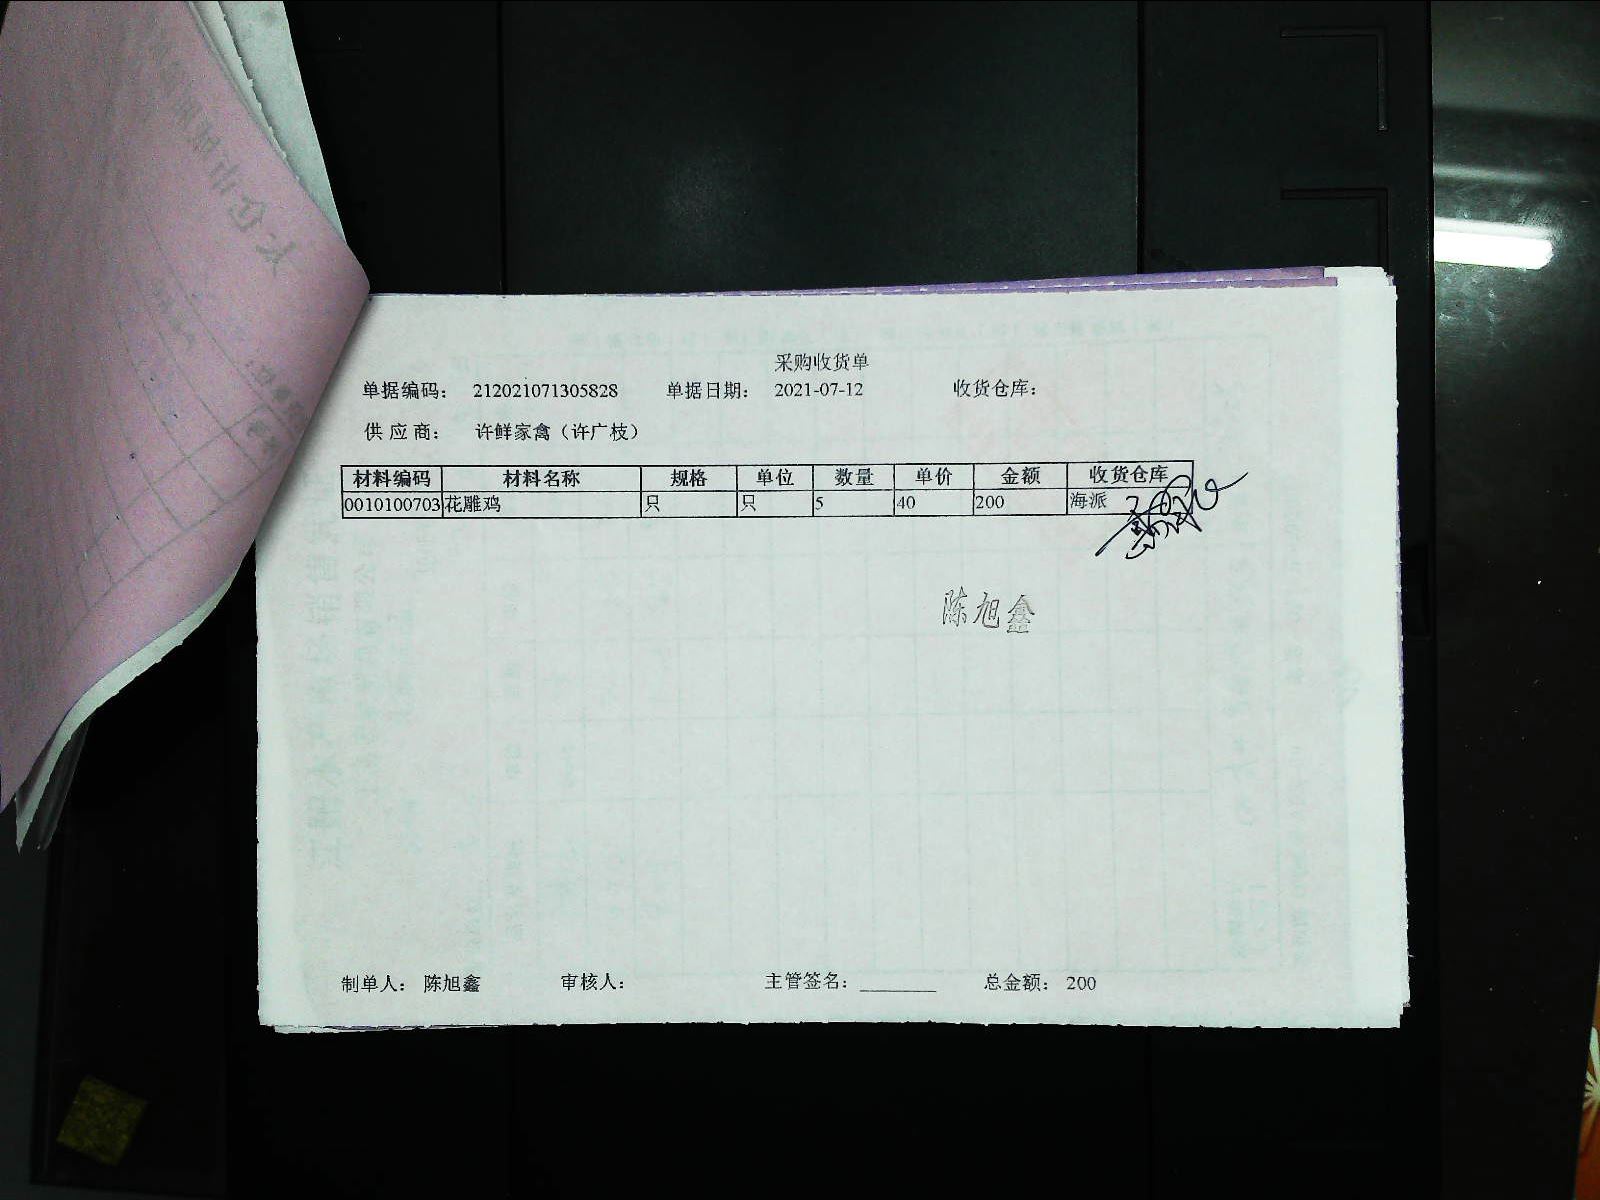 采购收货单
单据编码: 212021071305828 单据日期: 2021-07-12 收货仓库:
供应商: 许鲜家禽（许广枝）
材料编码 材料名称 规格 单位 数量 单价 金额 收货仓库
0010100703 花雕鸡 只 只 5 40 200 海派
陈旭鑫
制单人: 陈旭鑫 审核人: 主管签名: ________ 总金额: 200